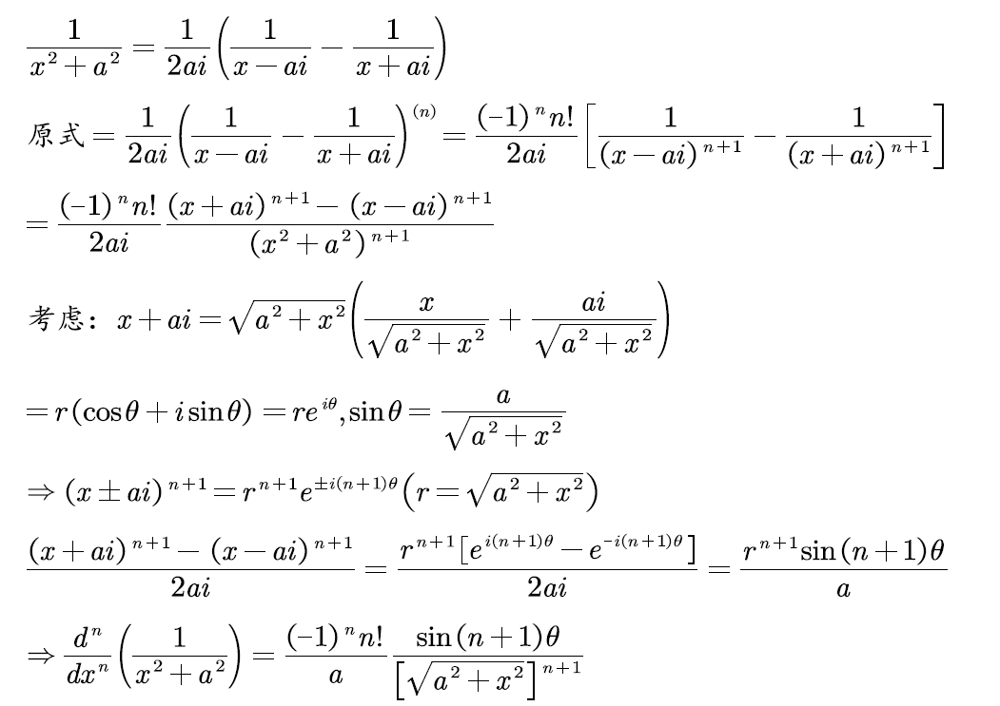 \frac{1}{x^2+a^2}=\frac{1}{2ai}\left(\frac{1}{x-ai}-\frac{1}{x+ai}\right)
原式=\frac{1}{2ai}\left(\frac{1}{x-ai}-\frac{1}{x+ai}\right)^{(n)}=\frac{(-1)^n n!}{2ai}\left[\frac{1}{(x-ai)^{n+1}}-\frac{1}{(x+ai)^{n+1}}\right]
=\frac{(-1)^n n!}{2ai}\frac{(x+ai)^{n+1}-(x-ai)^{n+1}}{(x^2+a^2)^{n+1}}
考虑：x+ai=\sqrt{a^2+x^2}\left(\frac{x}{\sqrt{a^2+x^2}}+\frac{ai}{\sqrt{a^2+x^2}}\right)
=r(\cos\theta+i\sin\theta)=re^{i\theta},\sin\theta=\frac{a}{\sqrt{a^2+x^2}}
\Rightarrow(x\pm ai)^{n+1}=r^{n+1}e^{\pm i(n+1)\theta}\left(r=\sqrt{a^2+x^2}\right)
\frac{(x+ai)^{n+1}-(x-ai)^{n+1}}{2ai}=\frac{r^{n+1}[e^{i(n+1)\theta}-e^{-i(n+1)\theta}]}{2ai}=\frac{r^{n+1}\sin(n+1)\theta}{a}
\Rightarrow\frac{d^n}{dx^n}\left(\frac{1}{x^2+a^2}\right)=\frac{(-1)^n n!}{a}\frac{\sin(n+1)\theta}{[\sqrt{a^2+x^2}]^{n+1}}